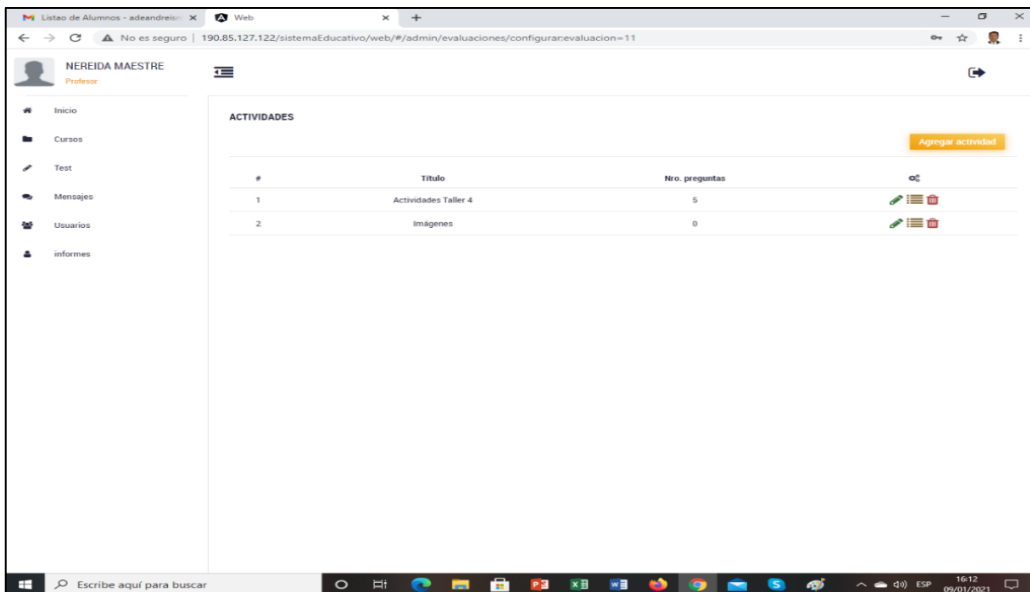 Listao de Alumnos - adeandreisn
Web
No es seguro | 190.85.127.122/sistemaEducativo/web/#/admin/evaluaciones/configurar;evaluacion=11
NEREIDA MAESTRE
Profesor
Inicio
Cursos
Test
Mensajes
Usuarios
informes
ACTIVIDADES
Agregar actividad
# Título Nro. preguntas
1 Actividades Taller 4 5
2 Imágenes 0
Escribe aquí para buscar
ESP
16:12
09/01/2021